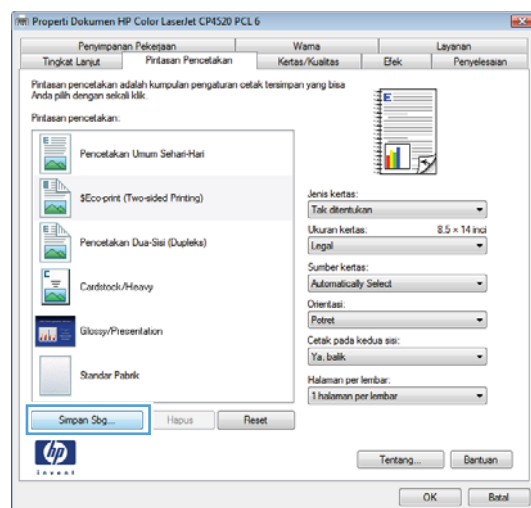 Properti Dokumen HP Color LaserJet CP4520 PCL 6
Penyimpanan Pekerjaan
Warna
Layanan
Tingkat Lanjut
Pintasan Pencetakan
Kertas/Kualitas
Efek
Penyelesaian
Pintasan pencetakan adalah kumpulan pengaturan cetak tersimpan yang bisa
Anda pilih dengan sekali klik.
Pintasan pencetakan:
Pencetakan Umum Sehari-Hari
$Eco-print (Two-sided Printing)
Pencetakan Dua-Sisi (Dupleks)
Cardstock/Heavy
Glossy/Presentation
Standar Pabrik
Jenis kertas:
Tak ditentukan
Ukuran kertas:
8.5 × 14 inci
Legal
Sumber kertas:
Automatically Select
Orientasi:
Potret
Cetak pada kedua sisi:
Ya, balik
Halaman per lembar:
1 halaman per lembar
Simpan Sbg...
Hapus
Reset
hp
invent
Tentang...
Bantuan
OK
Batal